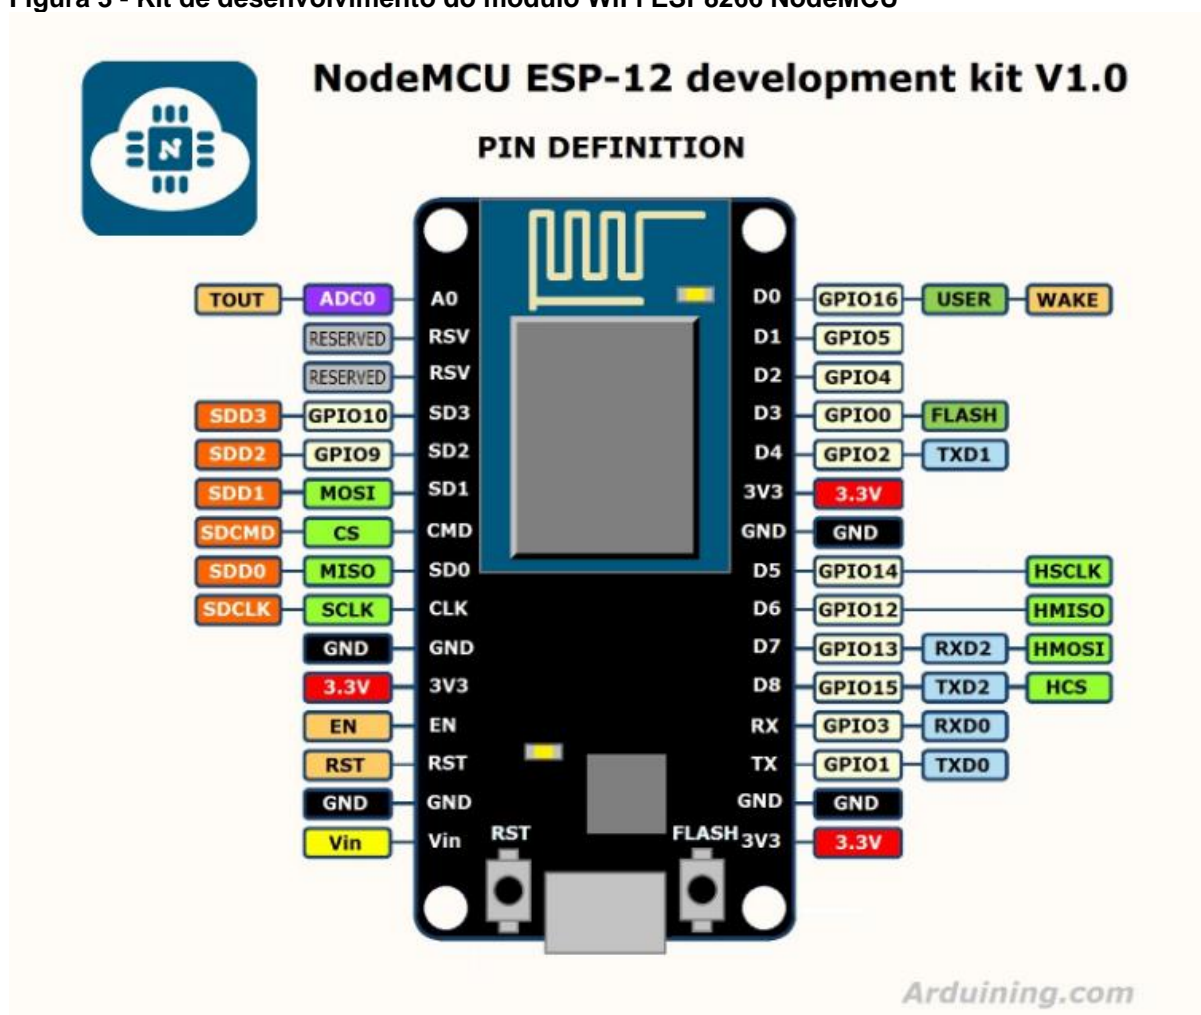 Figura 5 - Kit de desenvolvimento do módulo WiFi ESP8266 NodeMCU
NodeMCU ESP-12 development kit V1.0
PIN DEFINITION
TOUT ADC0 A0 D0 GPIO16 USER WAKE
RESERVED RSV D1 GPIO5
RESERVED RSV D2 GPIO4
SDD3 GPIO10 SD3 D3 GPIO0 FLASH
SDD2 GPIO9 SD2 D4 GPIO2 TXD1
SDD1 MOSI SD1 3V3 3.3V
SDCMD CS CMD GND GND
SDD0 MISO SD0 D5 GPIO14 HSCLK
SDCLK SCLK CLK D6 GPIO12 HMISO
GND GND D7 GPIO13 RXD2 HMOSI
3.3V 3V3 D8 GPIO15 TXD2 HCS
EN EN RX GPIO3 RXD0
RST RST TX GPIO1 TXD0
GND GND GND GND
Vin Vin RST FLASH 3V3 3.3V
Arduining.com